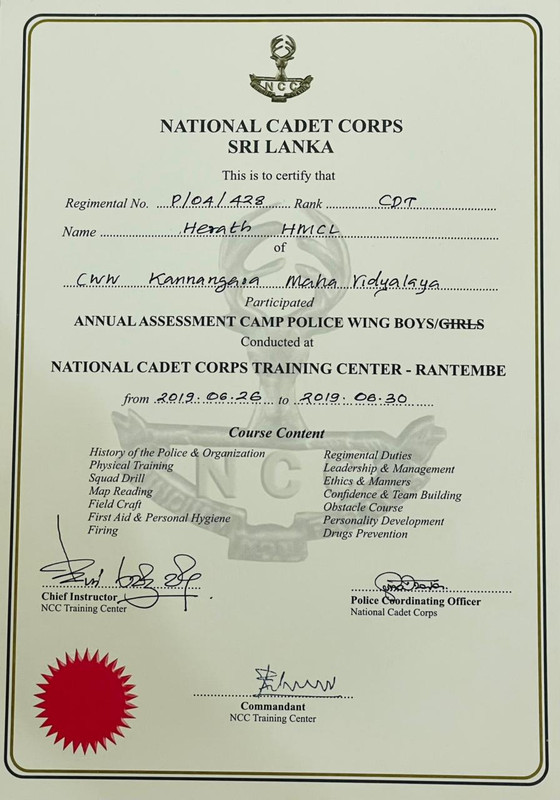 NCC
NATIONAL CADET CORPS
SRI LANKA
This is to certify that
Regimental No. P/04/428 Rank CDT
Name Herath HMCL
of
CWW Kannangara Maha Vidyalaya
Participated
ANNUAL ASSESSMENT CAMP POLICE WING BOYS/GIRLS
Conducted at
NATIONAL CADET CORPS TRAINING CENTER - RANTEMBE
from 2019.06.26 to 2019.06.30
Course Content
History of the Police & Organization
Physical Training
Squad Drill
Map Reading
Field Craft
First Aid & Personal Hygiene
Firing
Regimental Duties
Leadership & Management
Ethics & Manners
Confidence & Team Building
Obstacle Course
Personality Development
Drugs Prevention
NCC
Chief Instructor
NCC Training Center
Police Coordinating Officer
National Cadet Corps
Commandant
NCC Training Center